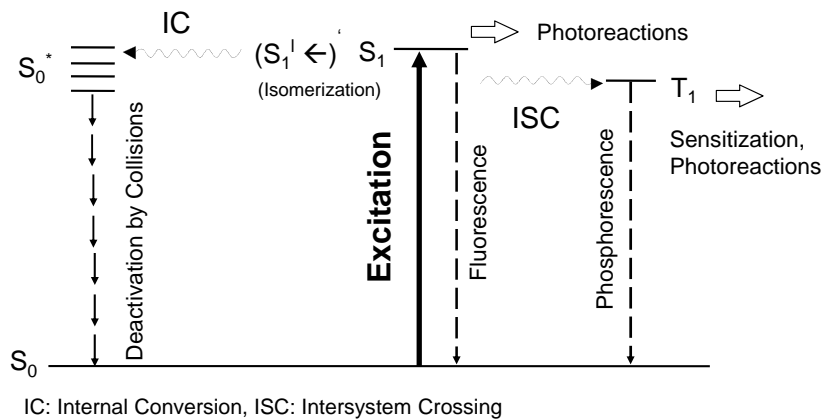 IC
S₀*
(S₁ᴵ ←)‘
S₁
Photoreactions
(Isomerization)
ISC
T₁
Sensitization,
Photoreactions
Deactivation by Collisions
Excitation
Fluorescence
Phosphorescence
S₀
IC: Internal Conversion, ISC: Intersystem Crossing